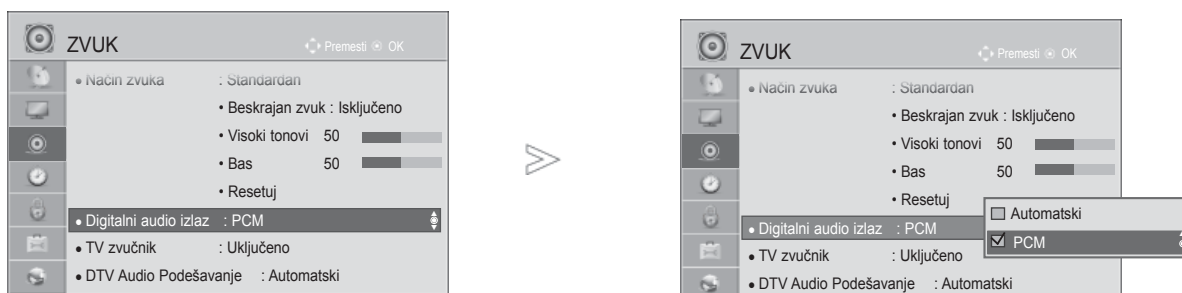 ZVUK
Premesti OK
• Način zvuka : Standardan
• Beskrajan zvuk : Isključeno
• Visoki tonovi 50
• Bas 50
• Resetuj
• Digitalni audio izlaz : PCM
• TV zvučnik : Uključeno
• DTV Audio Podešavanje : Automatski
ZVUK
Premesti OK
• Način zvuka : Standardan
• Beskrajan zvuk : Isključeno
• Visoki tonovi 50
• Bas 50
• Resetuj
• Digitalni audio izlaz : PCM
Automatski
PCM
• TV zvučnik : Uključeno
• DTV Audio Podešavanje : Automatski